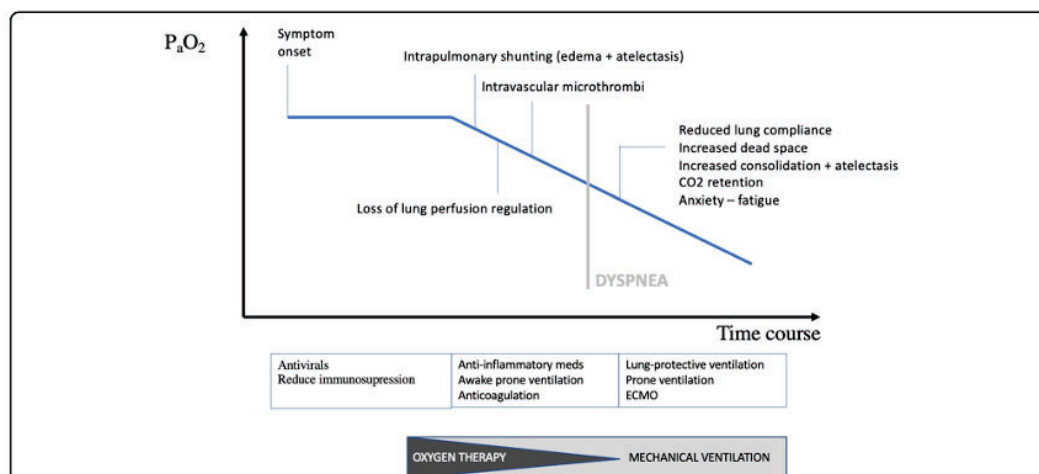 PaO2
Symptom
onset
Intrapulmonary shunting (edema + atelectasis)
Intravascular microthrombi
Loss of lung perfusion regulation
Reduced lung compliance
Increased dead space
Increased consolidation + atelectasis
CO2 retention
Anxiety – fatigue
DYSPNEA
Time course
Antivirals
Reduce immunosupression
Anti-inflammatory meds
Awake prone ventilation
Anticoagulation
Lung-protective ventilation
Prone ventilation
ECMO
OXYGEN THERAPY
MECHANICAL VENTILATION